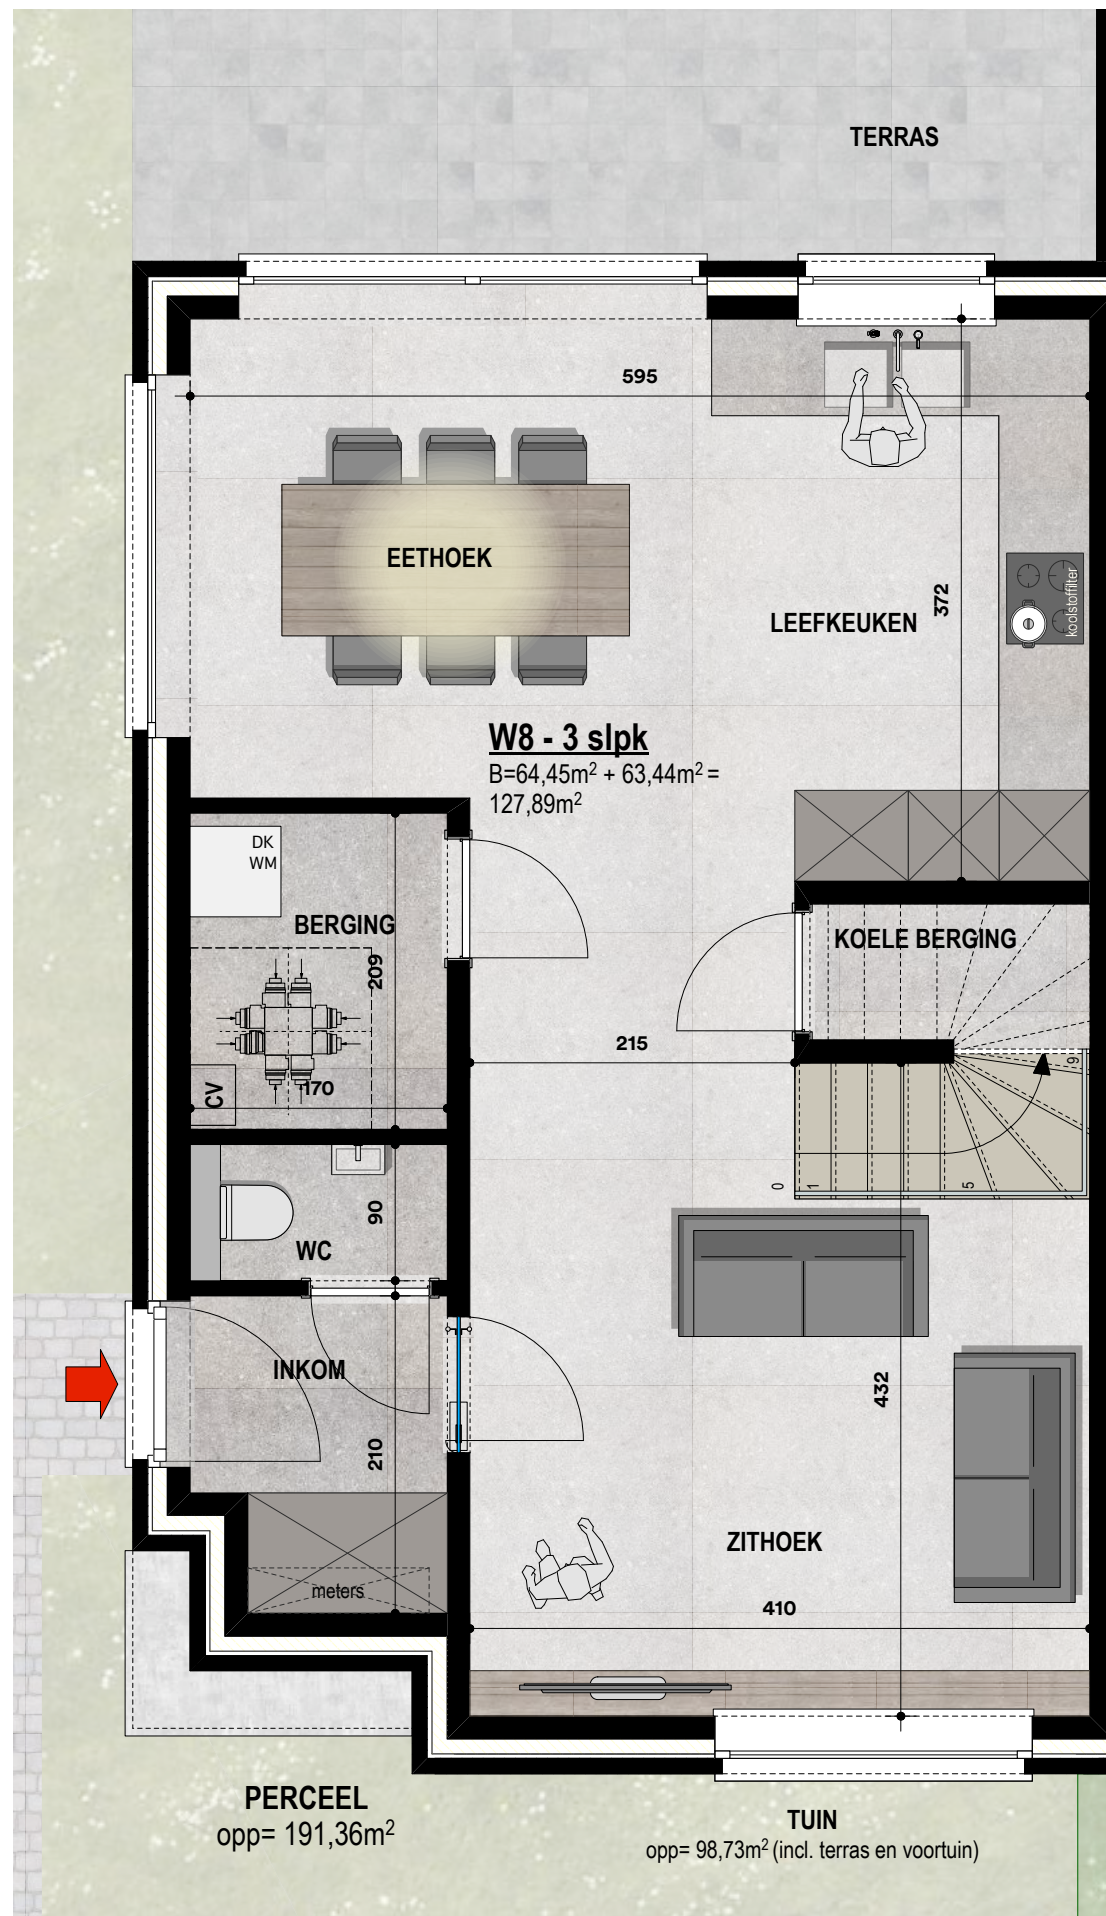 TERRAS
595
EETHOEK
LEEFKEUKEN
372
koolstoffilter
W8 - 3 slpk
B=64,45m² + 63,44m² =
127,89m²
DK
WM
BERGING
209
KOELE BERGING
215
170
CV
9
0
1
5
90
WC
INKOM
210
432
ZITHOEK
meters
410
PERCEEL
opp= 191,36m²
TUIN
opp= 98,73m² (incl. terras en voortuin)